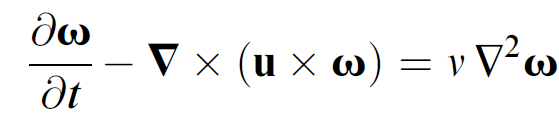 ∂ω/∂t − ∇ × (u × ω) = ν ∇²ω